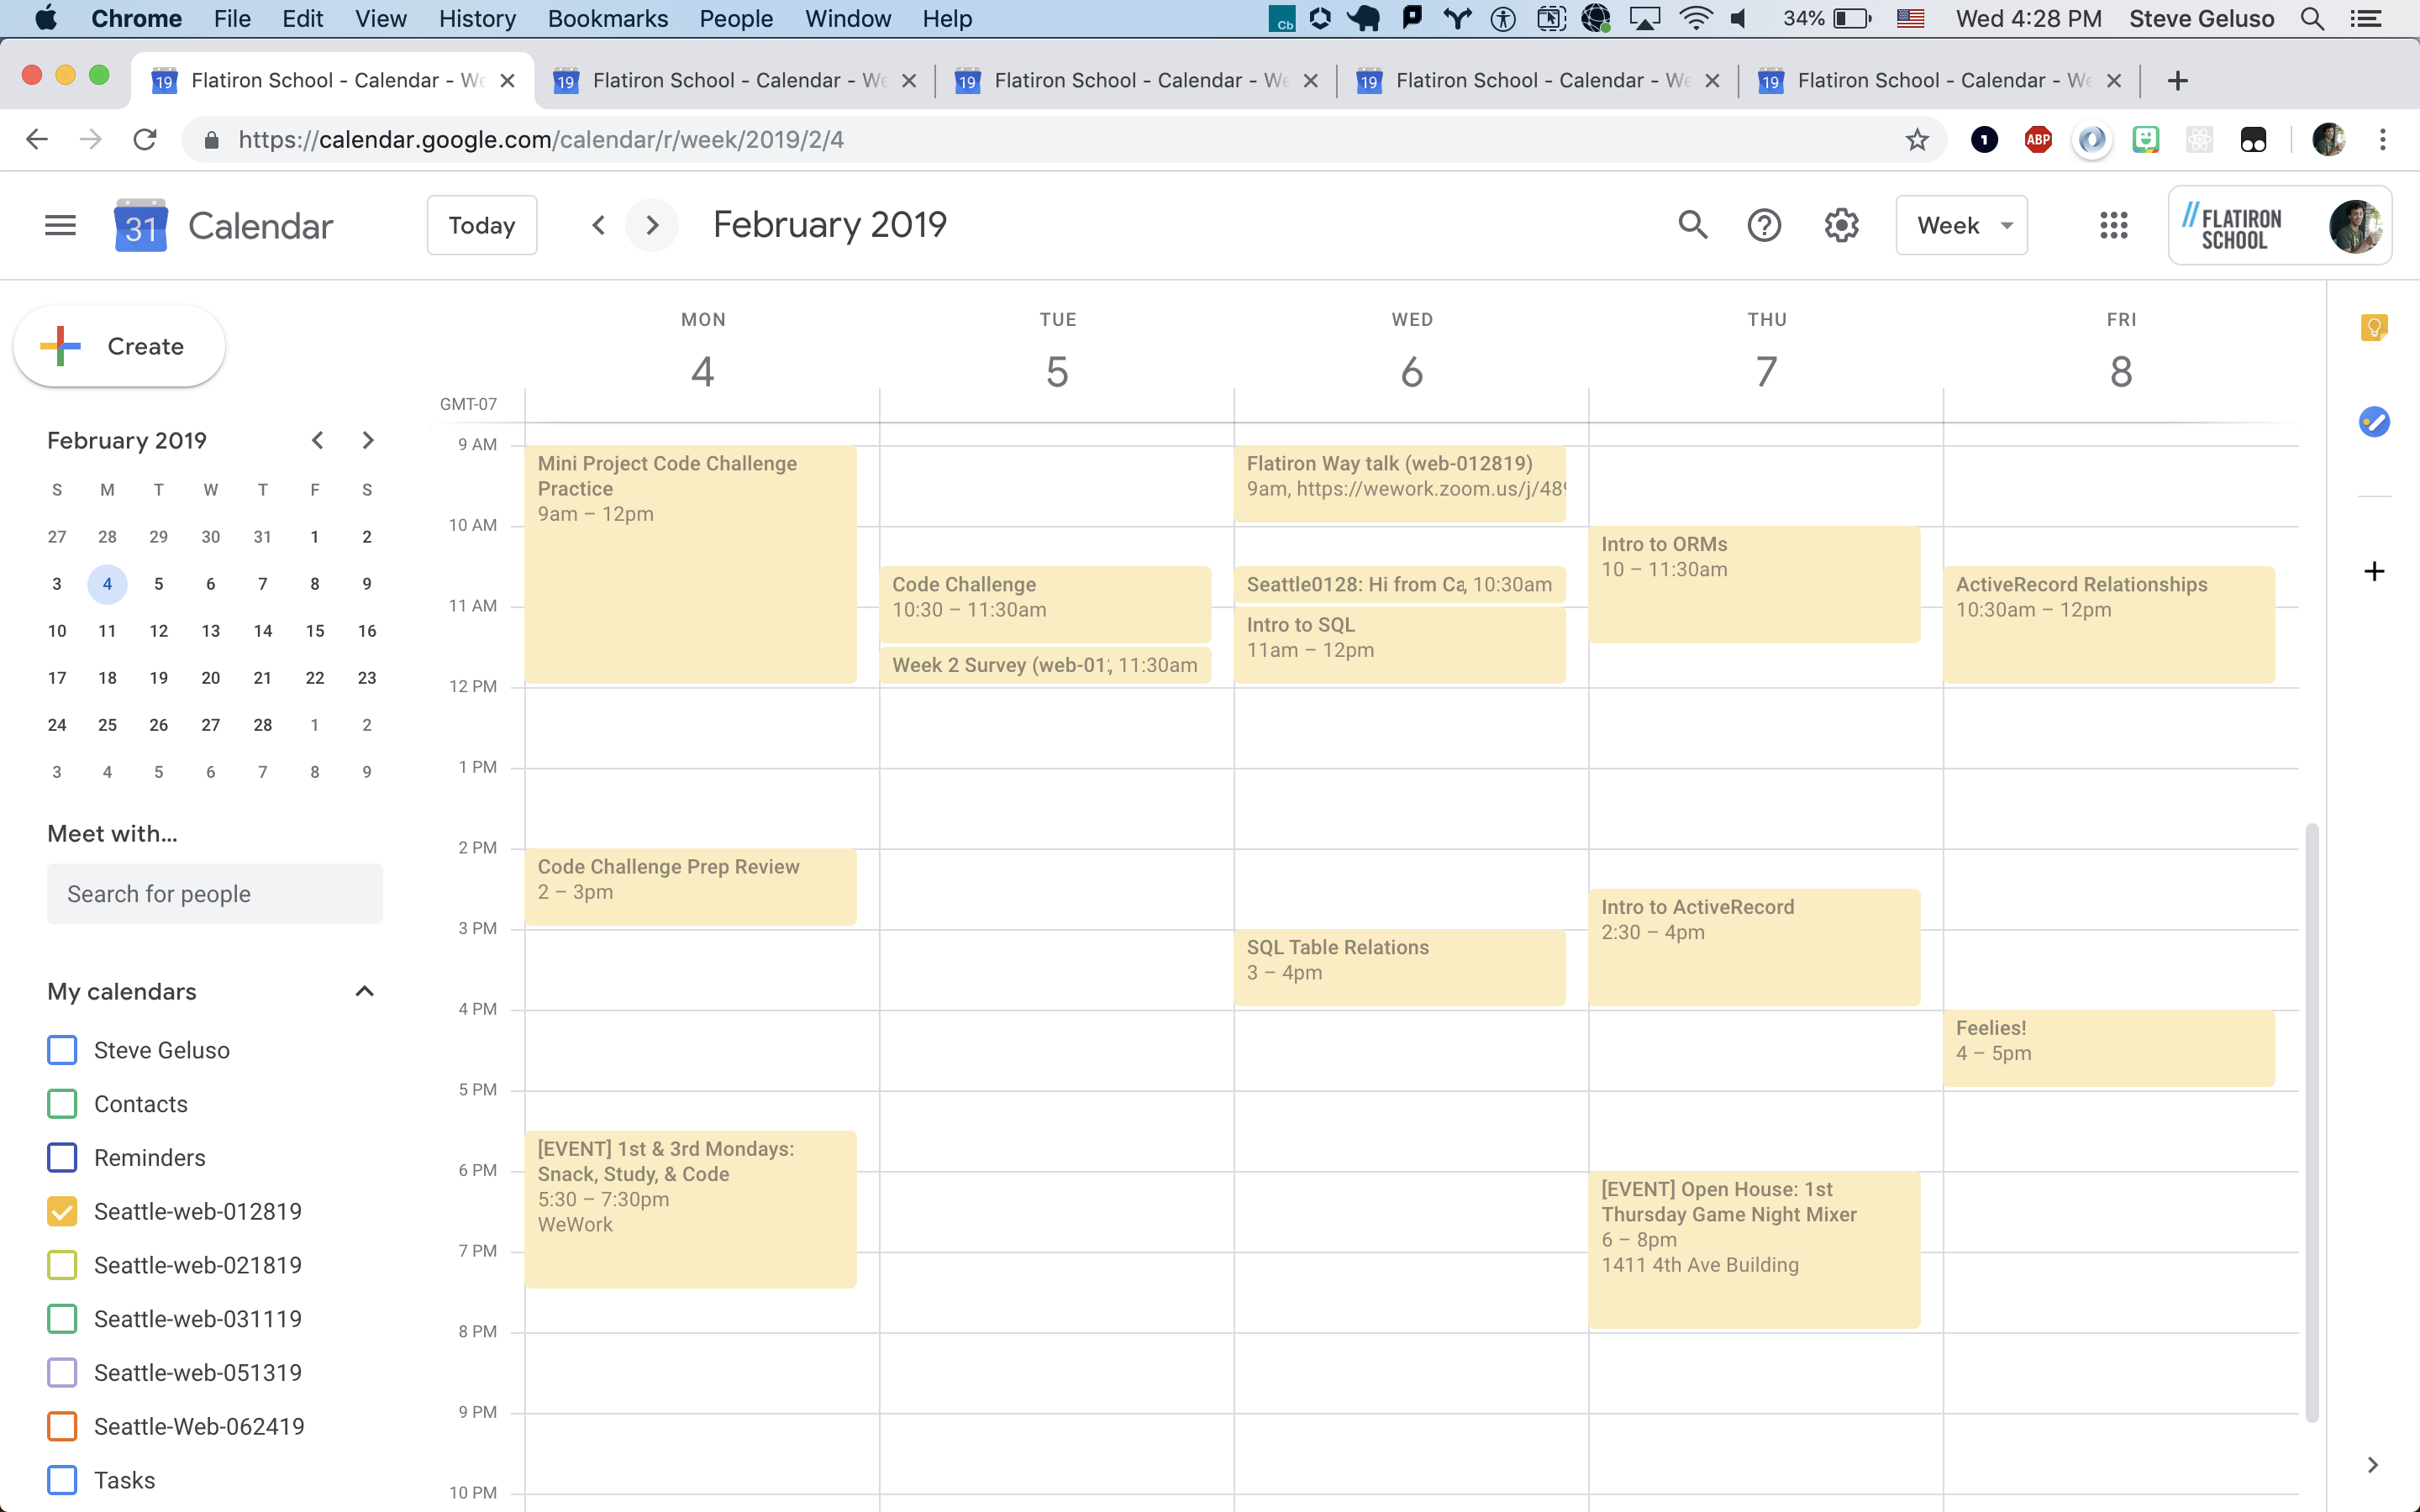 Chrome File Edit View History Bookmarks People Window Help
Cb
34%
Wed 4:28 PM Steve Geluso
19 Flatiron School - Calendar - We
19 Flatiron School - Calendar - We
19 Flatiron School - Calendar - We
19 Flatiron School - Calendar - We
19 Flatiron School - Calendar - We
https://calendar.google.com/calendar/r/week/2019/2/4
1
ABP
31 Calendar
Today
February 2019
Week
// FLATIRON
SCHOOL
Create
February 2019
S M T W T F S
27 28 29 30 31 1 2
3 4 5 6 7 8 9
10 11 12 13 14 15 16
17 18 19 20 21 22 23
24 25 26 27 28 1 2
3 4 5 6 7 8 9
Meet with...
Search for people
My calendars
Steve Geluso
Contacts
Reminders
Seattle-web-012819
Seattle-web-021819
Seattle-web-031119
Seattle-web-051319
Seattle-Web-062419
Tasks
GMT-07
9 AM
10 AM
11 AM
12 PM
1 PM
2 PM
3 PM
4 PM
5 PM
6 PM
7 PM
8 PM
9 PM
10 PM
MON
4
Mini Project Code Challenge
Practice
9am – 12pm
Code Challenge Prep Review
2 – 3pm
[EVENT] 1st & 3rd Mondays:
Snack, Study, & Code
5:30 – 7:30pm
WeWork
TUE
5
Code Challenge
10:30 – 11:30am
Week 2 Survey (web-01, 11:30am
WED
6
Flatiron Way talk (web-012819)
9am, https://wework.zoom.us/j/48
Seattle0128: Hi from Ca, 10:30am
Intro to SQL
11am – 12pm
SQL Table Relations
3 – 4pm
THU
7
Intro to ORMs
10 – 11:30am
Intro to ActiveRecord
2:30 – 4pm
[EVENT] Open House: 1st
Thursday Game Night Mixer
6 – 8pm
1411 4th Ave Building
FRI
8
ActiveRecord Relationships
10:30am – 12pm
Feelies!
4 – 5pm